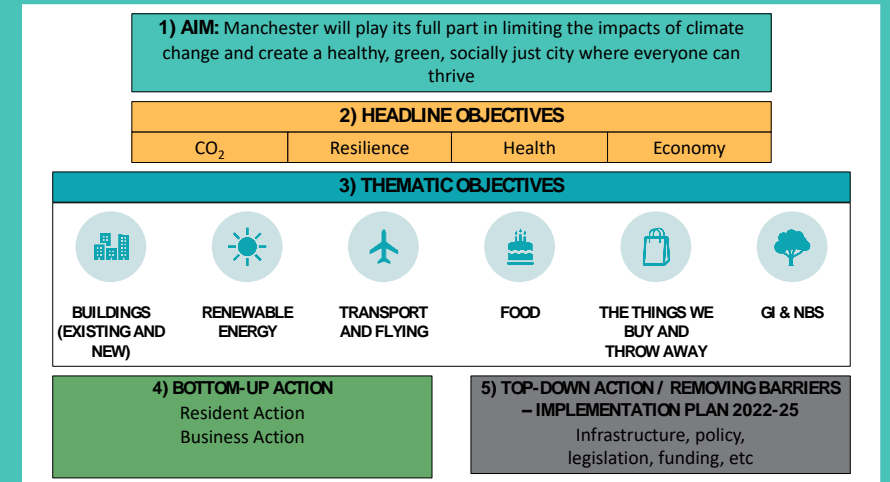 1) AIM: Manchester will play its full part in limiting the impacts of climate
change and create a healthy, green, socially just city where everyone can
thrive
2) HEADLINE OBJECTIVES
CO₂ Resilience Health Economy
3) THEMATIC OBJECTIVES
BUILDINGS
(EXISTING AND
NEW)
RENEWABLE
ENERGY
TRANSPORT
AND FLYING
FOOD
THE THINGS WE
BUY AND
THROW AWAY
GI & NBS
4) BOTTOM-UP ACTION
Resident Action
Business Action
5) TOP-DOWN ACTION / REMOVING BARRIERS
– IMPLEMENTATION PLAN 2022-25
Infrastructure, policy,
legislation, funding, etc